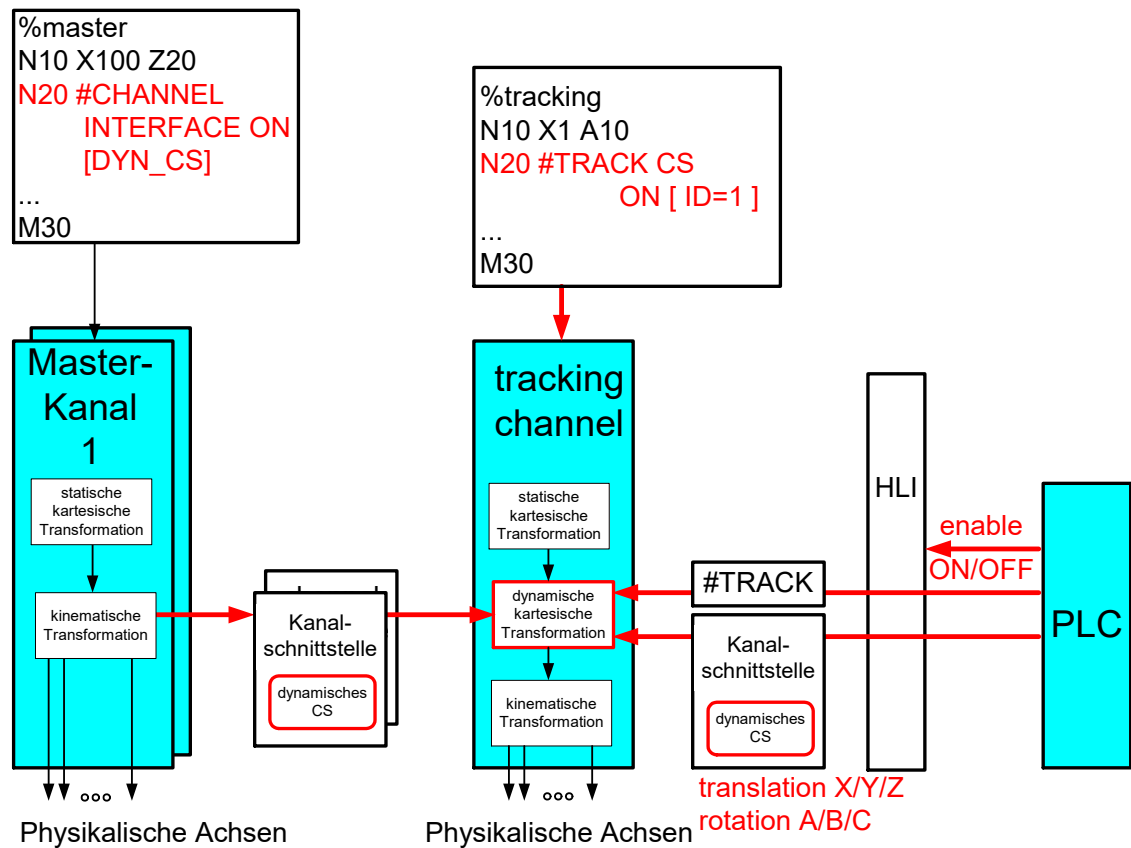 %master
N10 X100 Z20
N20 #CHANNEL
INTERFACE ON
[DYN_CS]
...
M30
%tracking
N10 X1 A10
N20 #TRACK CS
ON [ ID=1 ]
...
M30
Master-
Kanal
1
statische
kartesische
Transformation
kinematische
Transformation
Physikalische Achsen
Kanal-
schnittstelle
dynamisches
CS
tracking
channel
statische
kartesische
Transformation
dynamische
kartesische
Transformation
kinematische
Transformation
Physikalische Achsen
#TRACK
Kanal-
schnittstelle
dynamisches
CS
translation X/Y/Z
rotation A/B/C
HLI
enable
ON/OFF
PLC